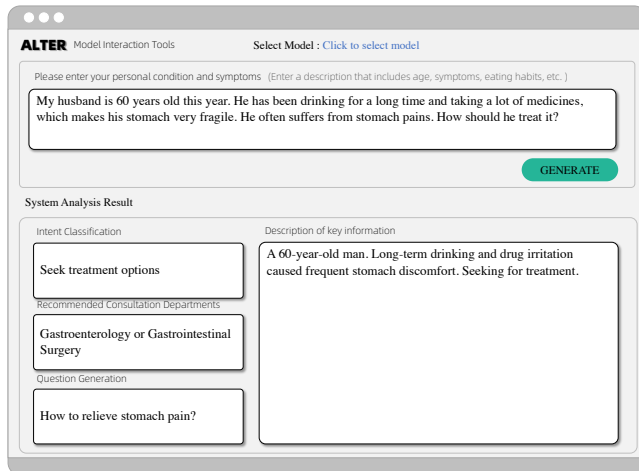 ALTER Model Interaction Tools
Select Model : Click to select model
Please enter your personal condition and symptoms (Enter a description that includes age, symptoms, eating habits, etc. )
My husband is 60 years old this year. He has been drinking for a long time and taking a lot of medicines,
which makes his stomach very fragile. He often suffers from stomach pains. How should he treat it?
GENERATE
System Analysis Result
Intent Classification
Seek treatment options
Recommended Consultation Departments
Gastroenterology or Gastrointestinal
Surgery
Question Generation
How to relieve stomach pain?
Description of key information
A 60-year-old man. Long-term drinking and drug irritation
caused frequent stomach discomfort. Seeking for treatment.